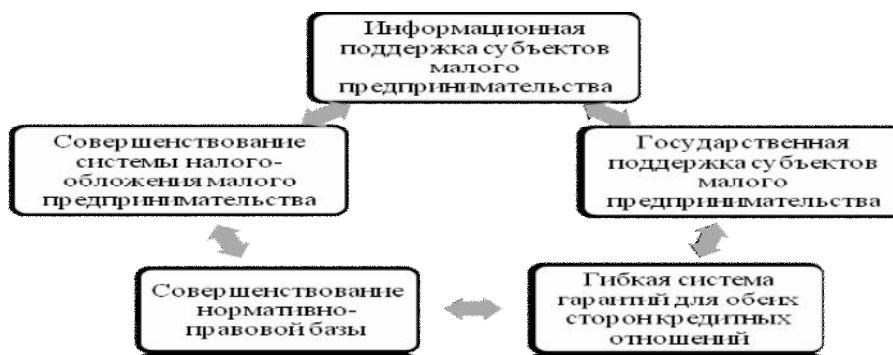 Информационная
поддержка субъектов
малого
предпринимательства
Совершенствование
системы налого-
обложения малого
предпринимательства
Государственная
поддержка субъектов
малого
предпринимательства
Совершенствование
нормативно-
правовой базы
Гибкая система
гарантий для обеих
сторон кредитных
отношений